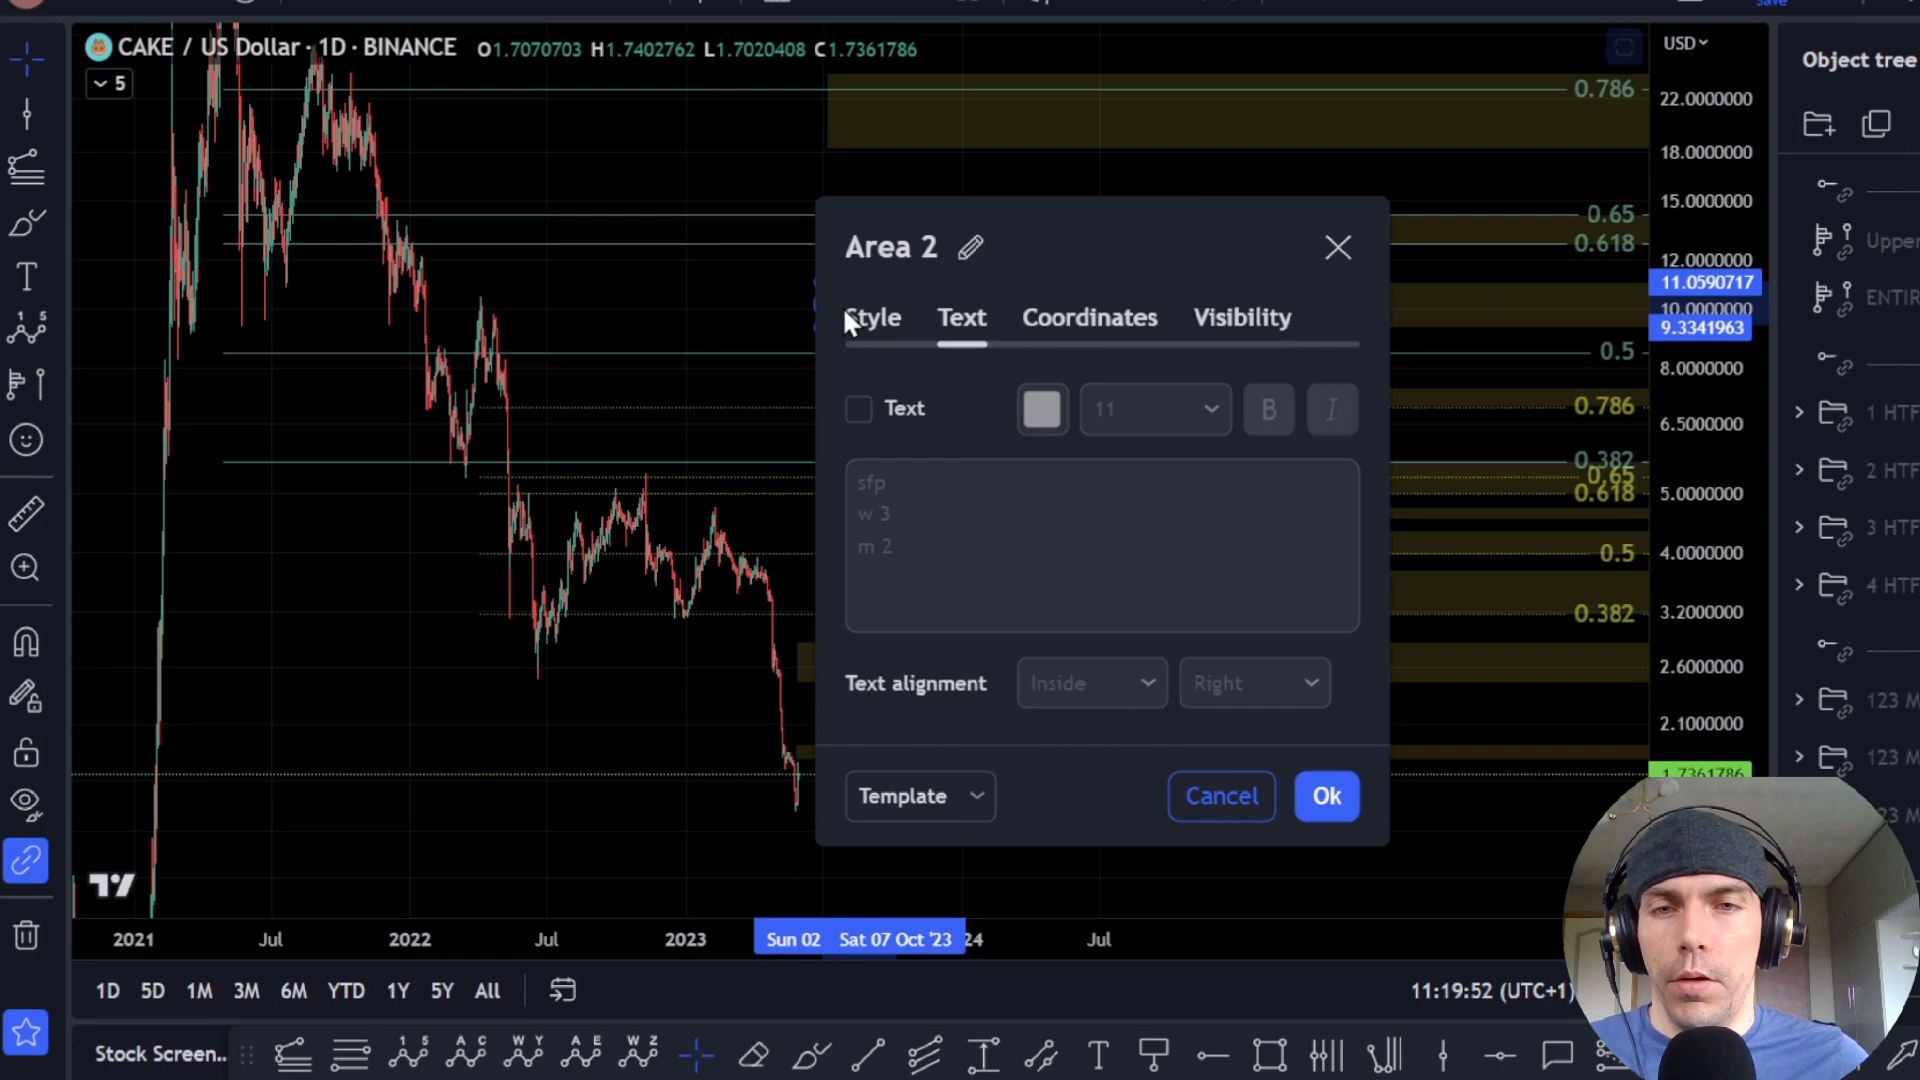 Save
CAKE / US Dollar · 1D · BINANCE O1.7070703 H1.7402762 L1.7020408 C1.7361786
5
USD
Object tree
0.786
22.0000000
18.0000000
15.0000000
0.65
0.618
12.0000000
11.0590717
10.0000000
9.3341963
0.5
8.0000000
0.786
6.5000000
0.382
0.65
0.618
5.0000000
0.5
4.0000000
0.382
3.2000000
2.6000000
2.1000000
1.7361786
Upper
ENTIR
1 HTF
2 HTF
3 HTF
4 HTF
123 M
123 M
23 M
Area 2
Style Text Coordinates Visibility
Text 11 B I
sfp
w 3
m 2
Text alignment Inside Right
Template Cancel Ok
2021 Jul 2022 Jul 2023 Sun 02 Sat 07 Oct '23 24 Jul
1D 5D 1M 3M 6M YTD 1Y 5Y All 11:19:52 (UTC+1)
Stock Screen..